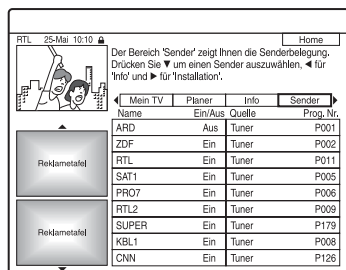 RTL 25-Mai 10:10 Home
Der Bereich 'Sender' zeigt Ihnen die Senderbelegung.
Drücken Sie ▼ um einen Sender auszuwählen, ◀ für
'Info' und ▶ für 'Installation'.
◀ Mein TV Planer Info Sender ▶
Name Ein/Aus Quelle Prog. Nr.
ARD Aus Tuner P001
ZDF Ein Tuner P002
RTL Ein Tuner P011
SAT1 Ein Tuner P005
PRO7 Ein Tuner P006
RTL2 Ein Tuner P009
SUPER Ein Tuner P179
KBL1 Ein Tuner P008
CNN Ein Tuner P126
Reklametafel
Reklametafel